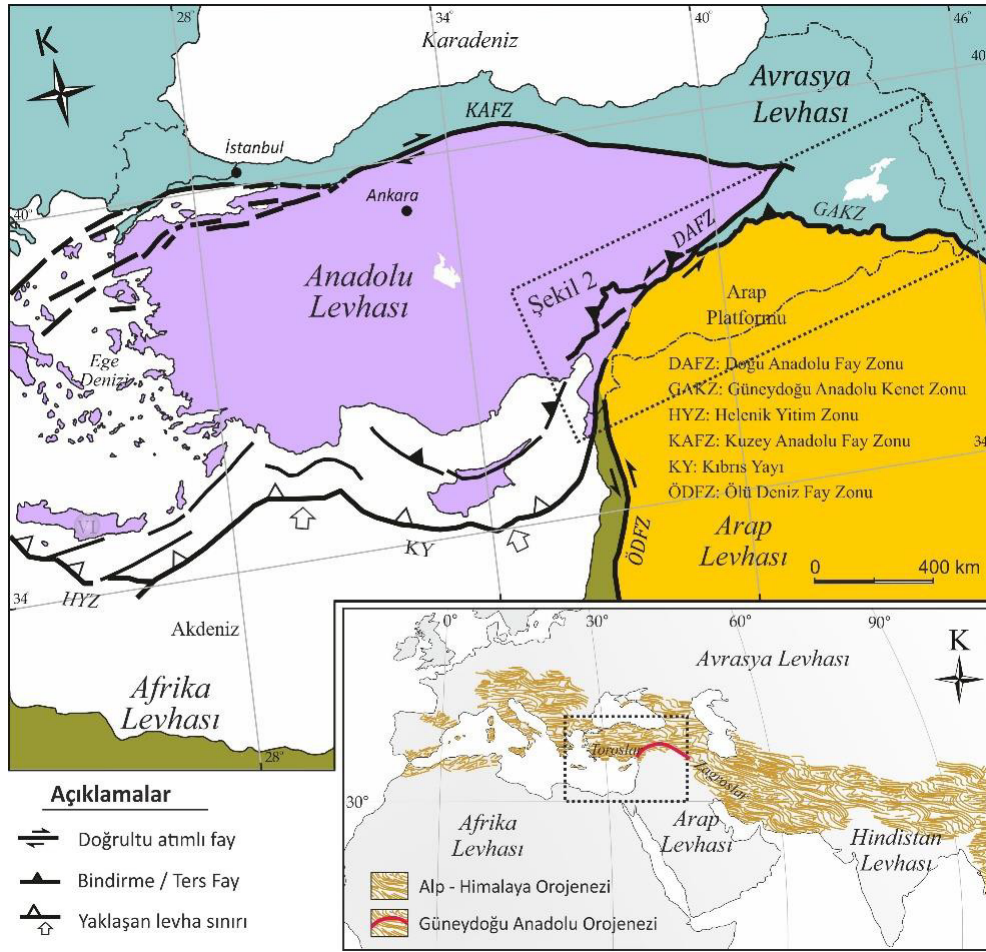 28°
34°
40°
46°
K
Karadeniz
Avrasya
Levhası
40°
KAFZ
İstanbul
Ankara
40°
GAKZ
DAFZ
Anadolu
Levhası
Şekil 2
Arap
Platformu
Ege
Denizi
DAFZ: Doğu Anadolu Fay Zonu
GAKZ: Güneydoğu Anadolu Kenet Zonu
HYZ: Helenik Yitim Zonu
KAFZ: Kuzey Anadolu Fay Zonu
KY: Kıbrıs Yayı
ÖDFZ: Ölü Deniz Fay Zonu
34°
Arap
Levhası
ÖDFZ
KY
0 400 km
HYZ
34
Akdeniz
Afrika
Levhası
28°
0°
30°
60°
90°
K
Avrasya Levhası
Toroslar
Zagroslar
30°
Afrika
Levhası
Arap
Levhası
Hindistan
Levhası
Alp - Himalaya Orojenezi
Güneydoğu Anadolu Orojenezi
Açıklamalar
Doğrultu atımlı fay
Bindirme / Ters Fay
Yaklaşan levha sınırı